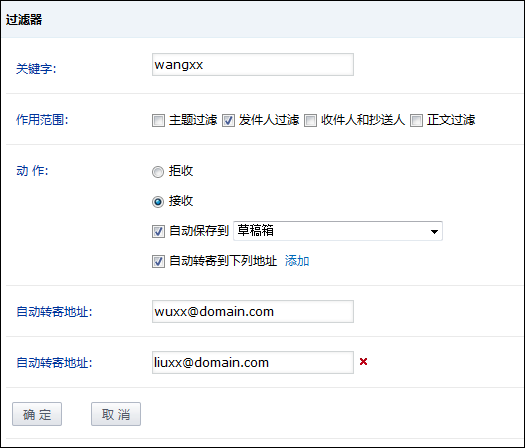 过滤器
关键字: wangxx
作用范围: 主题过滤 发件人过滤 收件人和抄送人 正文过滤
动 作: 拒收
接收
自动保存到 草稿箱
自动转寄到下列地址 添加
自动转寄地址: wuxx@domain.com
自动转寄地址: liuxx@domain.com
确 定 取 消